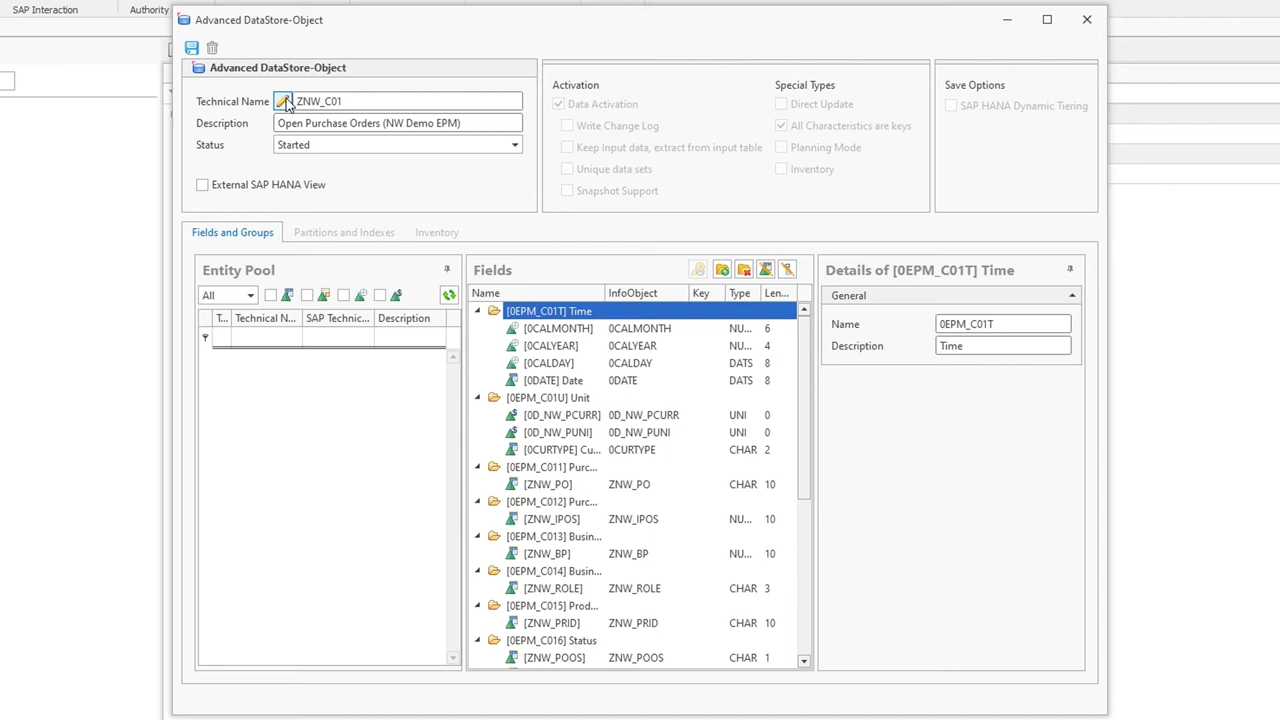 SAP Interaction
Authority
Advanced DataStore-Object
Advanced DataStore-Object
Technical Name ZNW_C01
Description Open Purchase Orders (NW Demo EPM)
Status Started
External SAP HANA View
Activation
Data Activation
Write Change Log
Keep Input data, extract from input table
Unique data sets
Snapshot Support
Special Types
Direct Update
All Characteristics are keys
Planning Mode
Inventory
Save Options
SAP HANA Dynamic Tiering
Fields and Groups Partitions and Indexes Inventory
Entity Pool
All
T... Technical N... SAP Technic... Description
Fields
Name InfoObject Key Type Len...
[0EPM_C01T] Time
[0CALMONTH] 0CALMONTH NU... 6
[0CALYEAR] 0CALYEAR NU... 4
[0CALDAY] 0CALDAY DATS 8
[0DATE] Date 0DATE DATS 8
[0EPM_C01U] Unit
[0D_NW_PCURR] 0D_NW_PCURR UNI 0
[0D_NW_PUNI] 0D_NW_PUNI UNI 0
[0CURTYPE] Cu... 0CURTYPE CHAR 2
[0EPM_C011] Purc...
[ZNW_PO] ZNW_PO CHAR 10
[0EPM_C012] Purc...
[ZNW_IPOS] ZNW_IPOS NU... 10
[0EPM_C013] Busin...
[ZNW_BP] ZNW_BP NU... 10
[0EPM_C014] Busin...
[ZNW_ROLE] ZNW_ROLE CHAR 3
[0EPM_C015] Prod...
[ZNW_PRID] ZNW_PRID CHAR 10
[0EPM_C016] Status
[ZNW_POOS] ZNW_POOS CHAR 1
Details of [0EPM_C01T] Time
General
Name 0EPM_C01T
Description Time